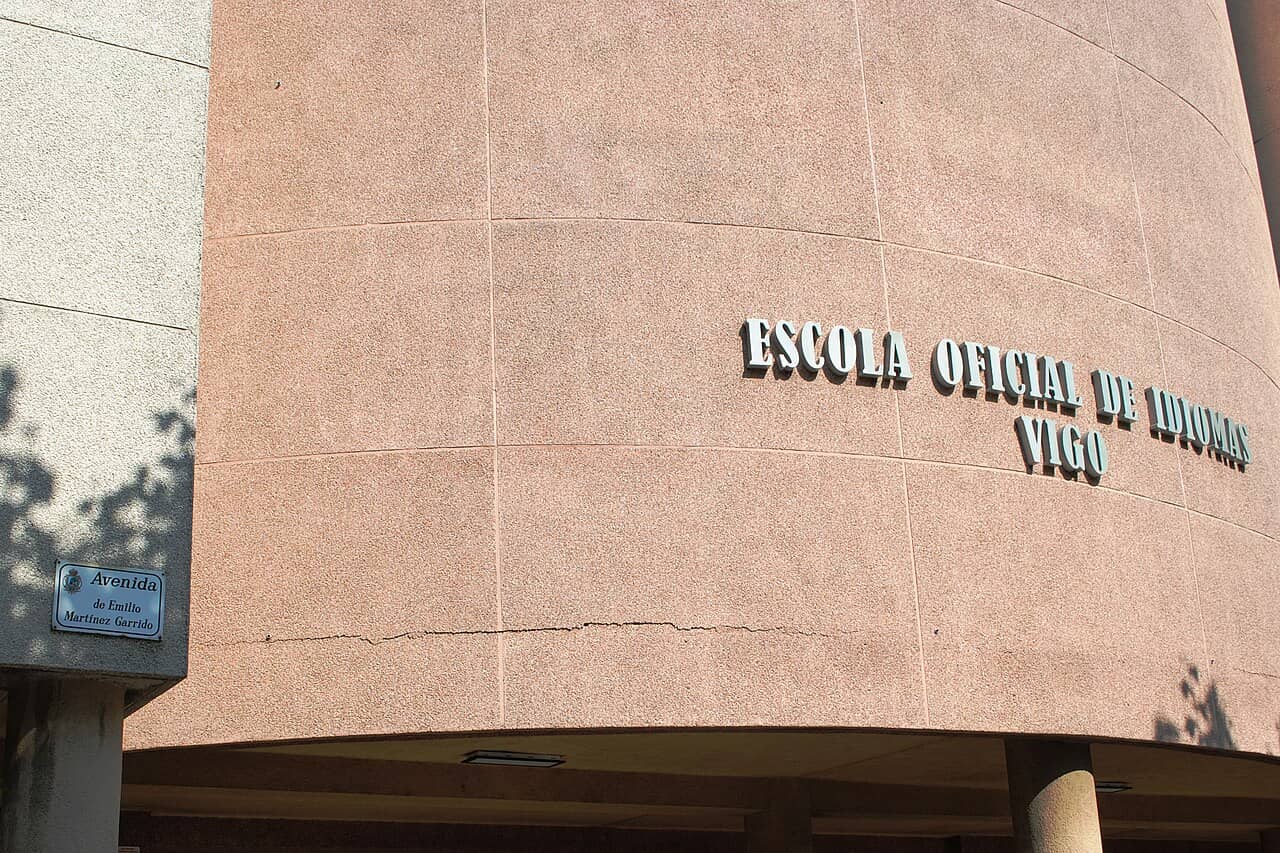 ESCOLA OFICIAL DE IDIOMAS
VIGO
Avenida
de Emilio
Martínez Garrido